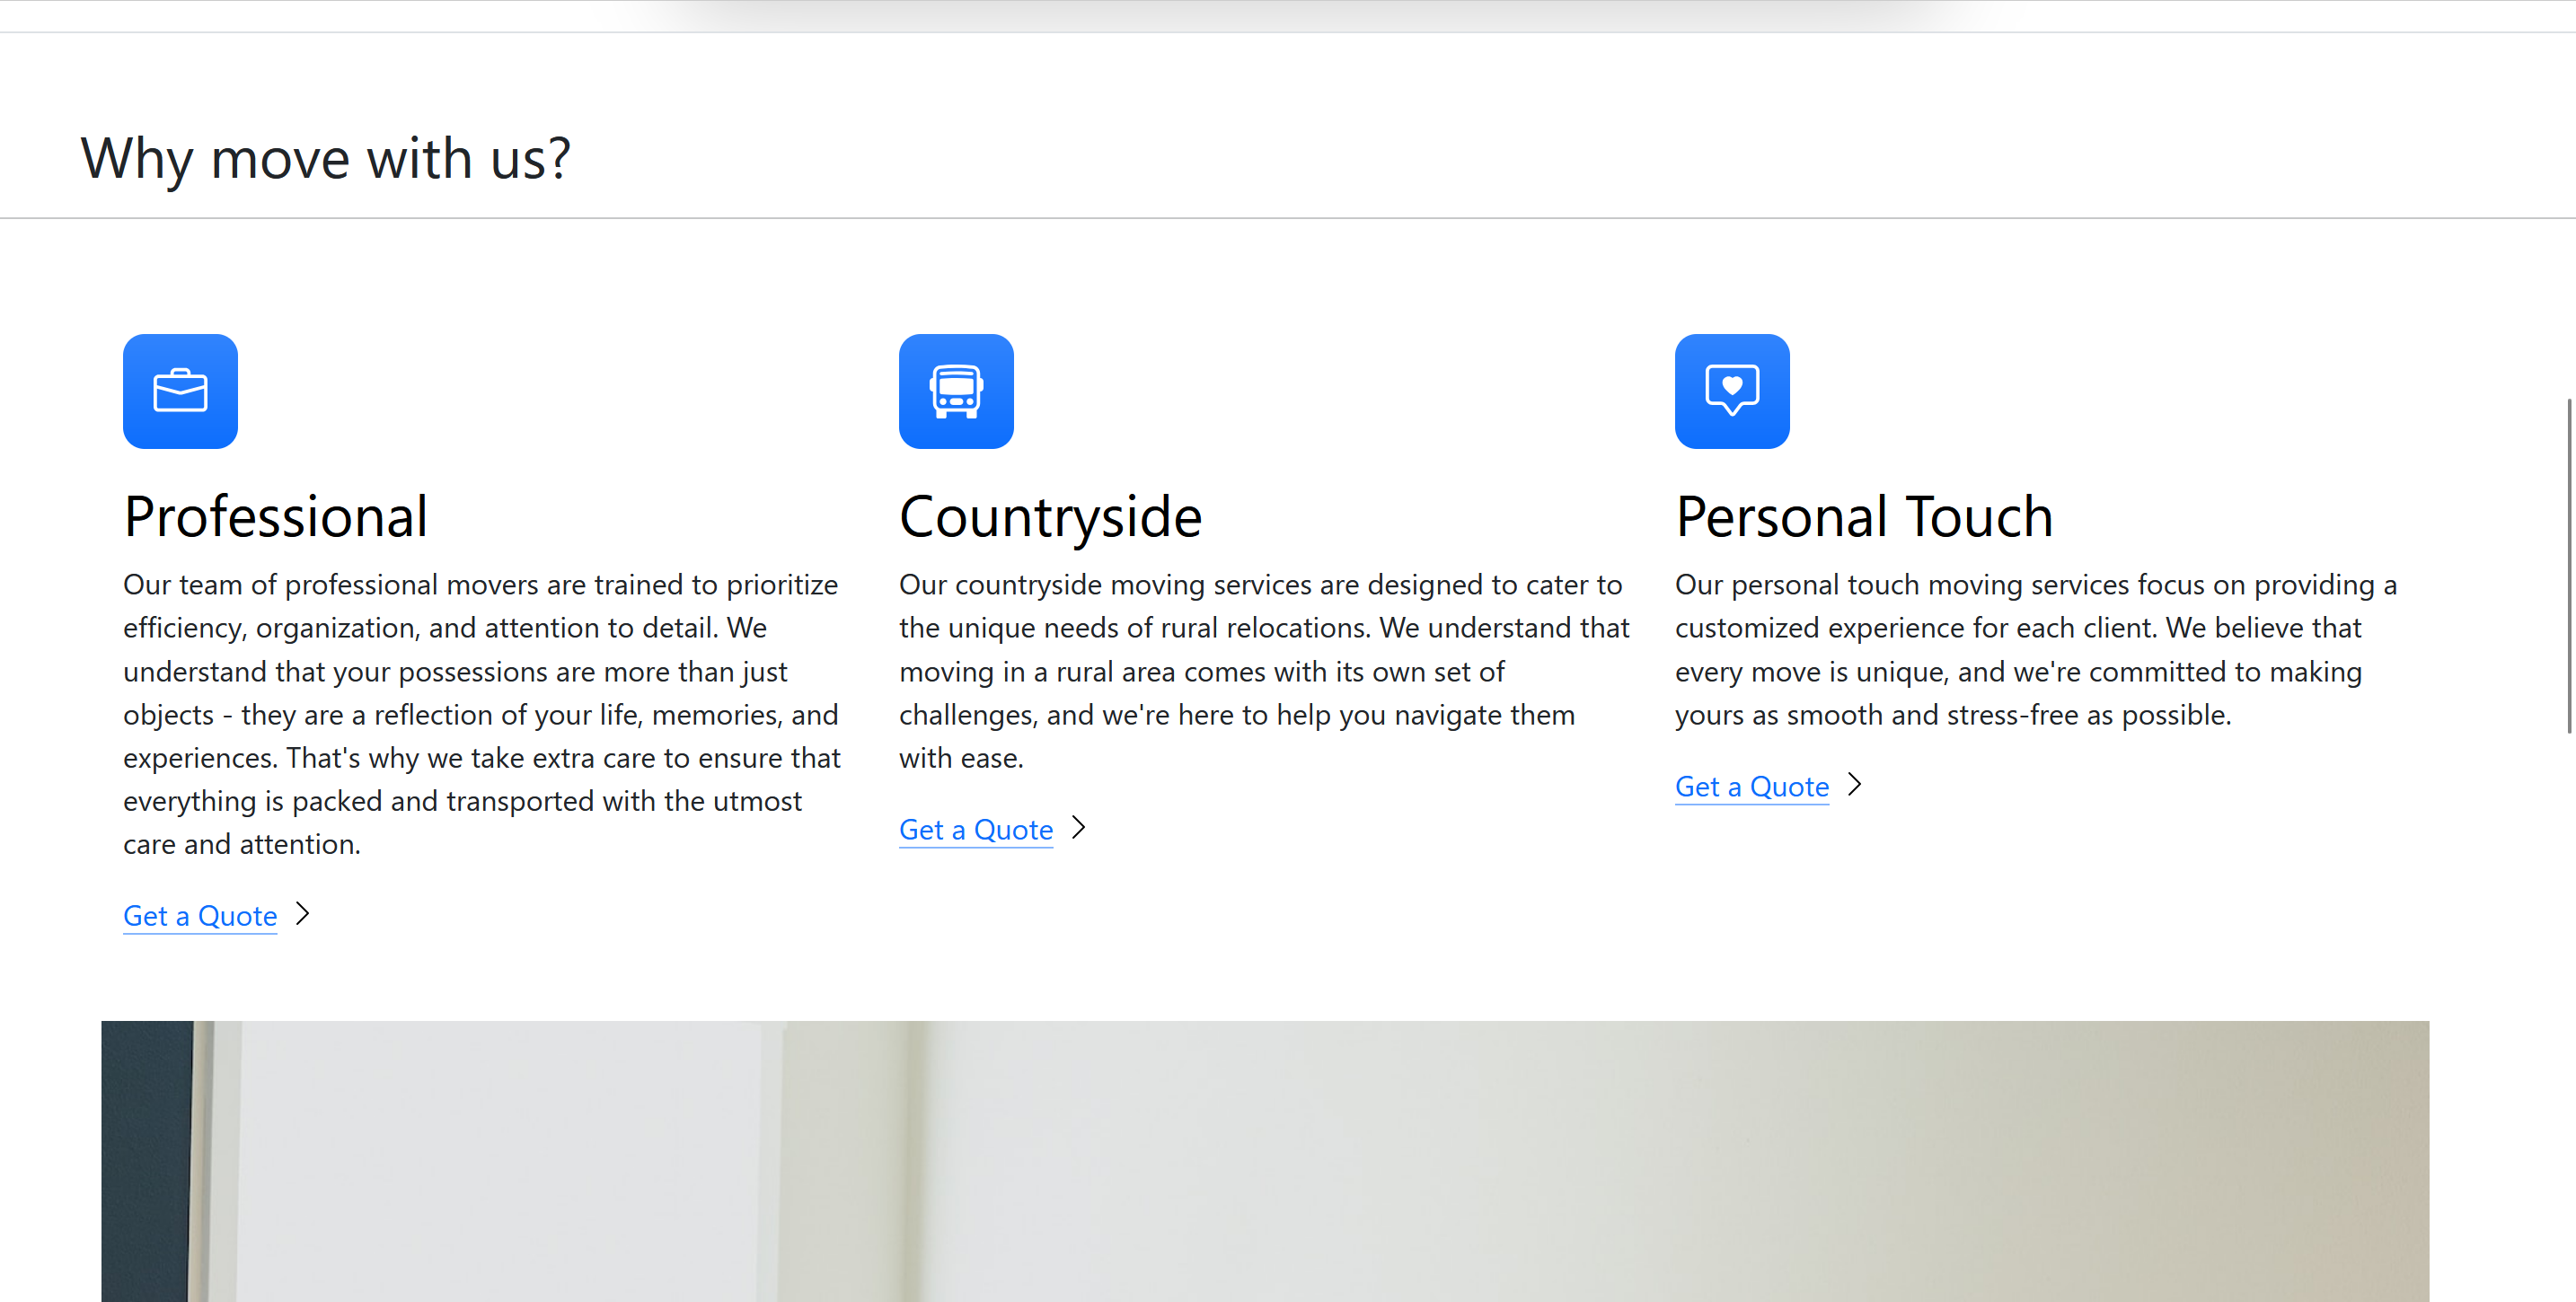 Why move with us?
Professional
Our team of professional movers are trained to prioritize
efficiency, organization, and attention to detail. We
understand that your possessions are more than just
objects - they are a reflection of your life, memories, and
experiences. That's why we take extra care to ensure that
everything is packed and transported with the utmost
care and attention.
Get a Quote
Countryside
Our countryside moving services are designed to cater to
the unique needs of rural relocations. We understand that
moving in a rural area comes with its own set of
challenges, and we're here to help you navigate them
with ease.
Get a Quote
Personal Touch
Our personal touch moving services focus on providing a
customized experience for each client. We believe that
every move is unique, and we're committed to making
yours as smooth and stress-free as possible.
Get a Quote